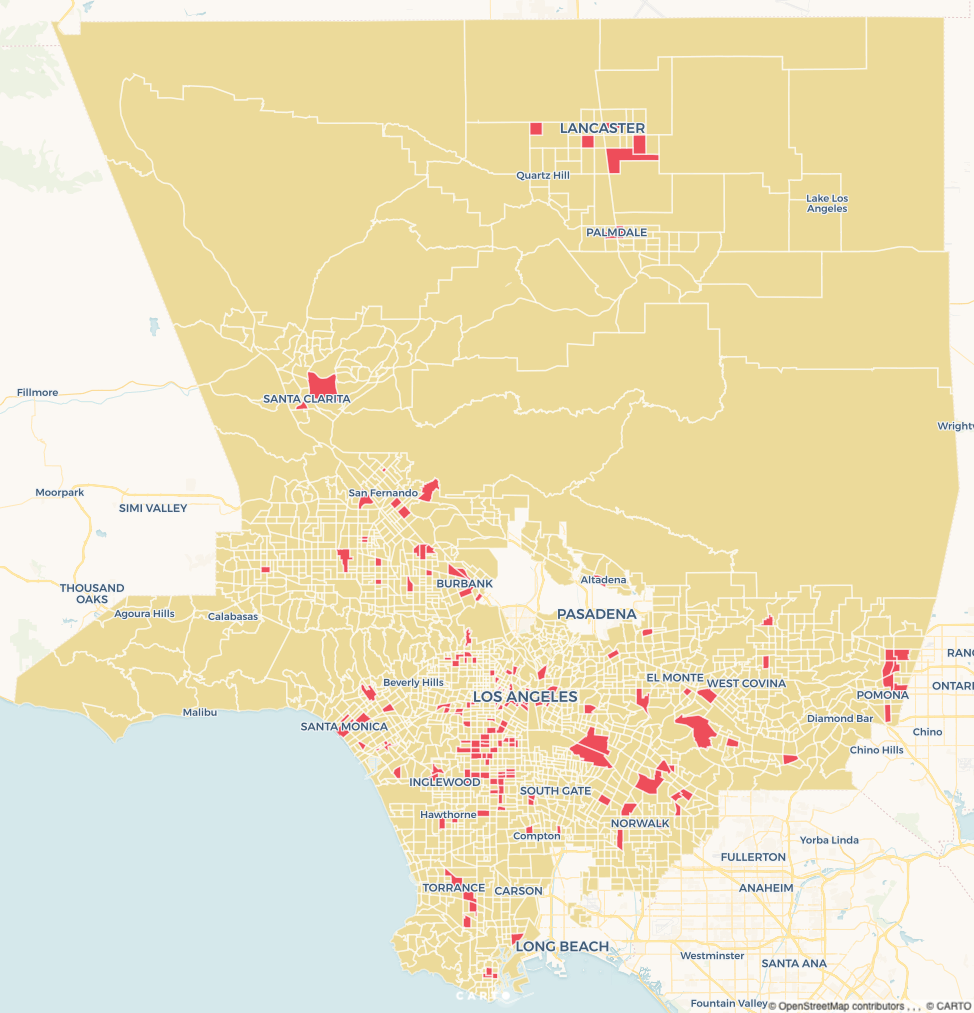 LANCASTER
Quartz Hill
Lake Los
Angeles
PALMDALE
Fillmore
SANTA CLARITA
Wrightw
Moorpark
San Fernando
SIMI VALLEY
THOUSAND
OAKS
BURBANK
Altadena
Agoura Hills
Calabasas
PASADENA
RANC
EL MONTE
WEST COVINA
Beverly Hills
ONTARI
LOS ANGELES
POMONA
Malibu
SANTA MONICA
Diamond Bar
Chino
Chino Hills
INGLEWOOD
SOUTH GATE
Hawthorne
NORWALK
Compton
Yorba Linda
FULLERTON
TORRANCE
CARSON
ANAHEIM
LONG BEACH
Westminster
SANTA ANA
CARTO
Fountain Valley
© OpenStreetMap contributors , , , © CARTO